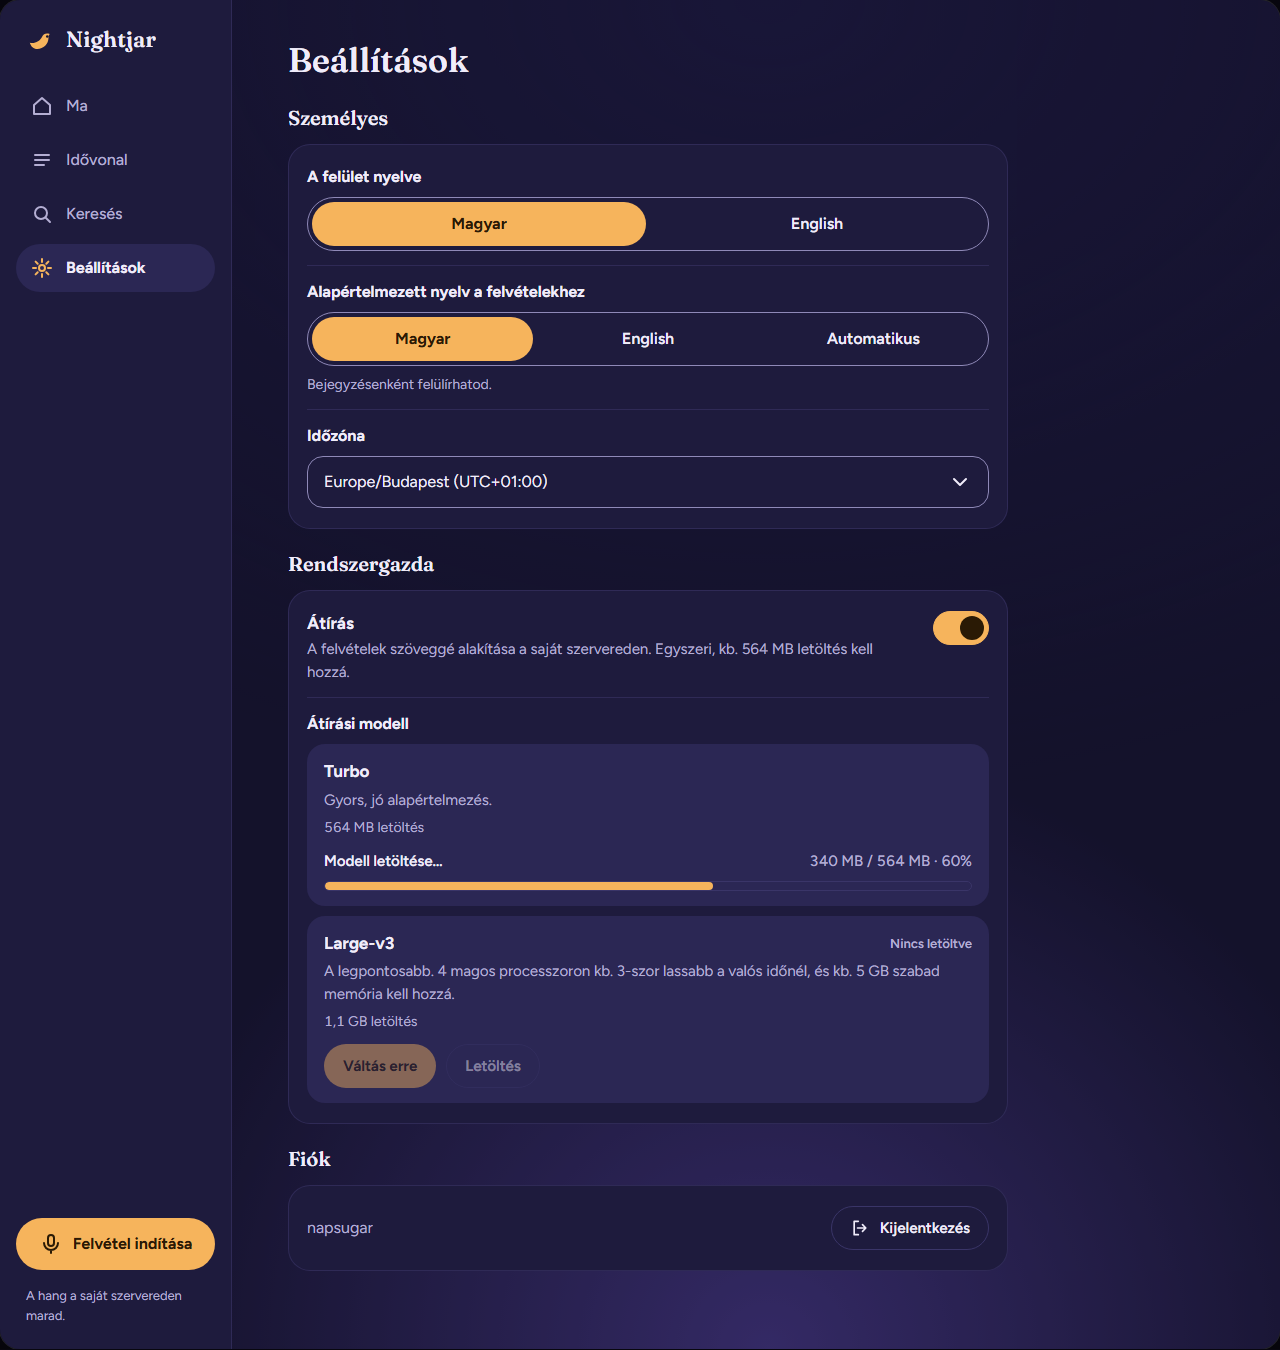 Nightjar
Ma
Idővonal
Keresés
Beállítások
Felvétel indítása
A hang a saját szervereden
marad.
Beállítások
Személyes
A felület nyelve
Magyar
English
Alapértelmezett nyelv a felvételekhez
Magyar
English
Automatikus
Bejegyzésenként felülírhatod.
Időzóna
Europe/Budapest (UTC+01:00)
Rendszergazda
Átírás
A felvételek szöveggé alakítása a saját szervereden. Egyszeri, kb. 564 MB letöltés kell
hozzá.
Átírási modell
Turbo
Gyors, jó alapértelmezés.
564 MB letöltés
Modell letöltése...
340 MB / 564 MB · 60%
Large-v3
Nincs letöltve
A legpontosabb. 4 magos processzoron kb. 3-szor lassabb a valós időnél, és kb. 5 GB szabad
memória kell hozzá.
1,1 GB letöltés
Váltás erre
Letöltés
Fiók
napsugar
Kijelentkezés